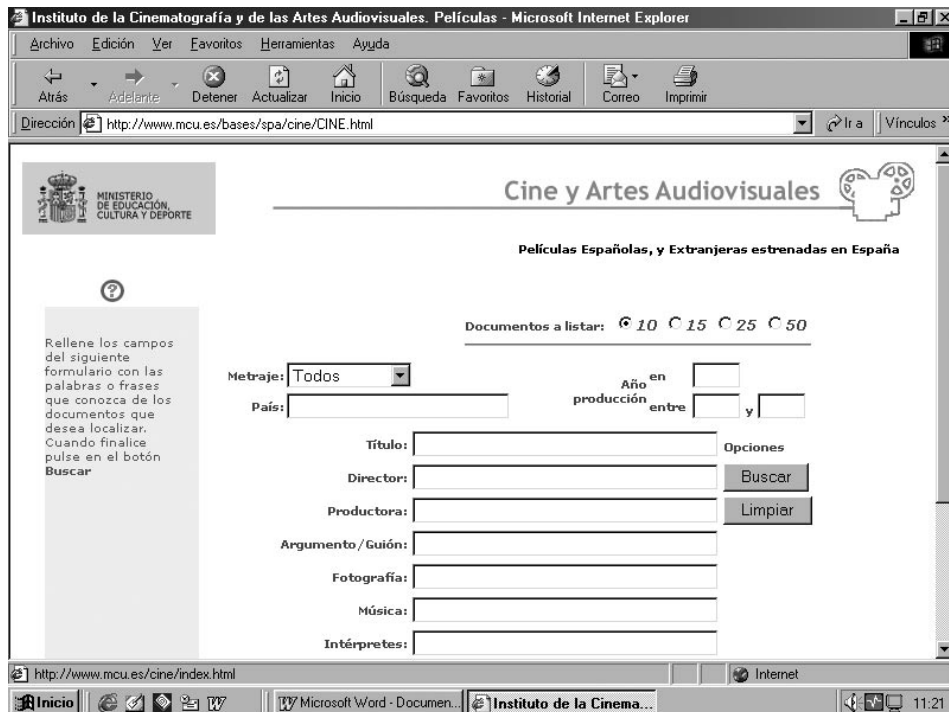 Instituto de la Cinematografía y de las Artes Audiovisuales. Películas - Microsoft Internet Explorer
Archivo Edición Ver Favoritos Herramientas Ayuda
Atrás Adelante Detener Actualizar Inicio Búsqueda Favoritos Historial Correo Imprimir
Dirección http://www.mcu.es/bases/spa/cine/CINE.html Ir a Vínculos »
MINISTERIO
DE EDUCACIÓN,
CULTURA Y DEPORTE
Cine y Artes Audiovisuales
Películas Españolas, y Extranjeras estrenadas en España
?
Rellene los campos
del siguiente
formulario con las
palabras o frases
que conozca de los
documentos que
desea localizar.
Cuando finalice
pulse en el botón
Buscar
Documentos a listar: 10 15 25 50
Metraje: Todos
Año producción en
entre y
País:
Título:
Opciones
Director:
Buscar
Productora:
Limpiar
Argumento/Guión:
Fotografía:
Música:
Intérpretes:
http://www.mcu.es/cine/index.html Internet
Inicio W W Microsoft Word - Documen... Instituto de la Cinema... 11:21